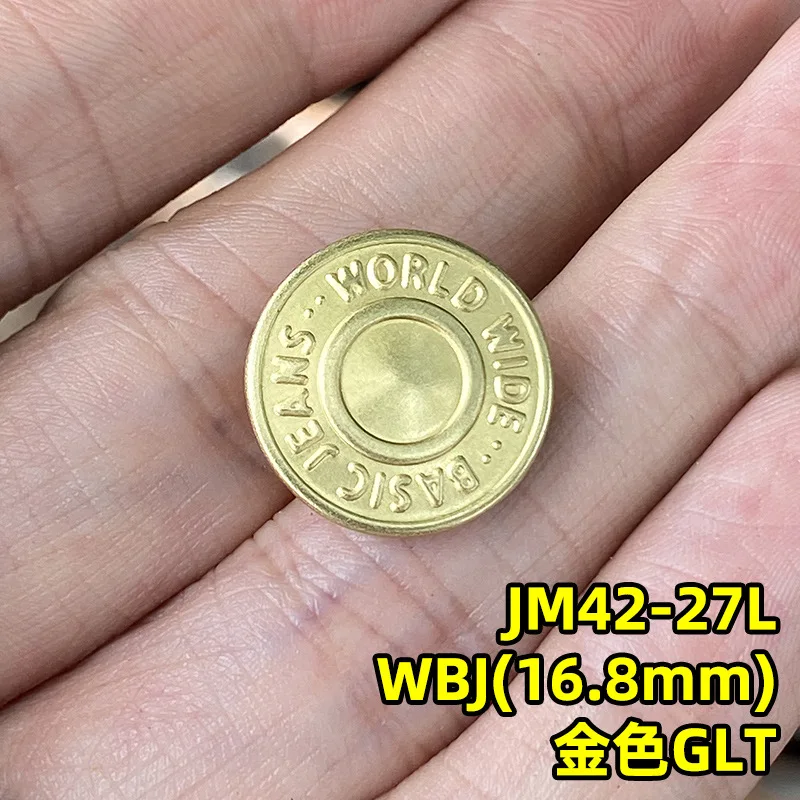 WORLD WIDE ·· BASIC JEANS ··
JM42-27L
WBJ(16.8mm)
金色GLT